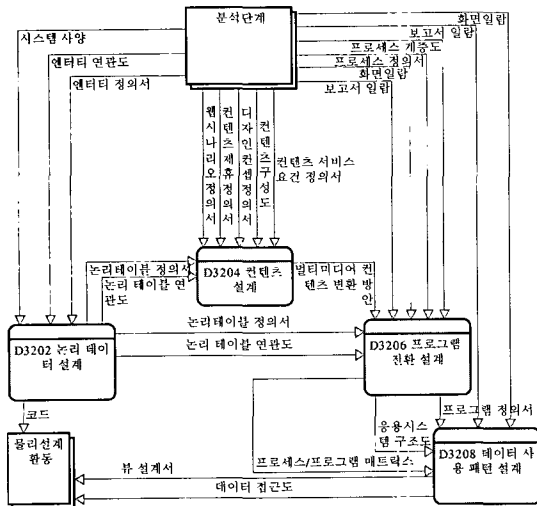 분석단계
화면일람
보고서 일람
프로세스 계층도
프로세스 정의서
화면일람
보고서 일람
시스템 사양
엔터티 연관도
엔터티 정의서
웹시나리오정의서
컨텐츠제휴정의서
디자인컨셉정의서
컨텐츠구성도
컨텐츠 서비스
요건 정의서
논리테이블 정의서
논리 테이블 연
관도
D3204 컨텐츠
설계
멀티미디어 컨
텐츠 변환 방
안
D3202 논리 데이
터 설계
논리테이블 정의서
논리 테이블 연관도
D3206 프로그램
전환 설계
코드
응용시스
템 구조도
프로그램 정의서
물리설계
활동
프로세스/프로그램 매트릭스
D3208 데이터 사
용 패턴 설계
뷰 설계서
데이터 접근도